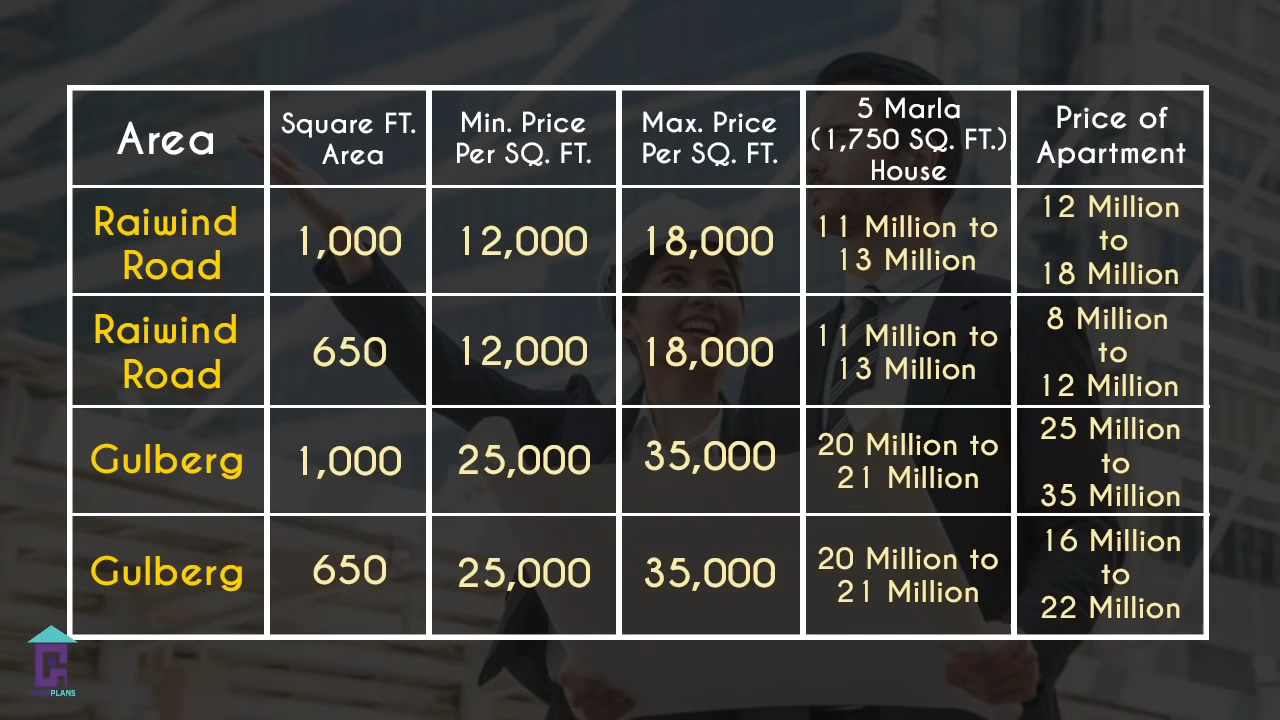 Area
Square FT.
Area
Min. Price
Per SQ. FT.
Max. Price
Per SQ. FT.
5 Marla
(1,750 SQ. FT.)
House
Price of
Apartment
Raiwind
Road
1,000
12,000
18,000
11 Million to
13 Million
12 Million
to
18 Million
Raiwind
Road
650
12,000
18,000
11 Million to
13 Million
8 Million
to
12 Million
Gulberg
1,000
25,000
35,000
20 Million to
21 Million
25 Million
to
35 Million
Gulberg
650
25,000
35,000
20 Million to
21 Million
16 Million
to
22 Million
PLANS